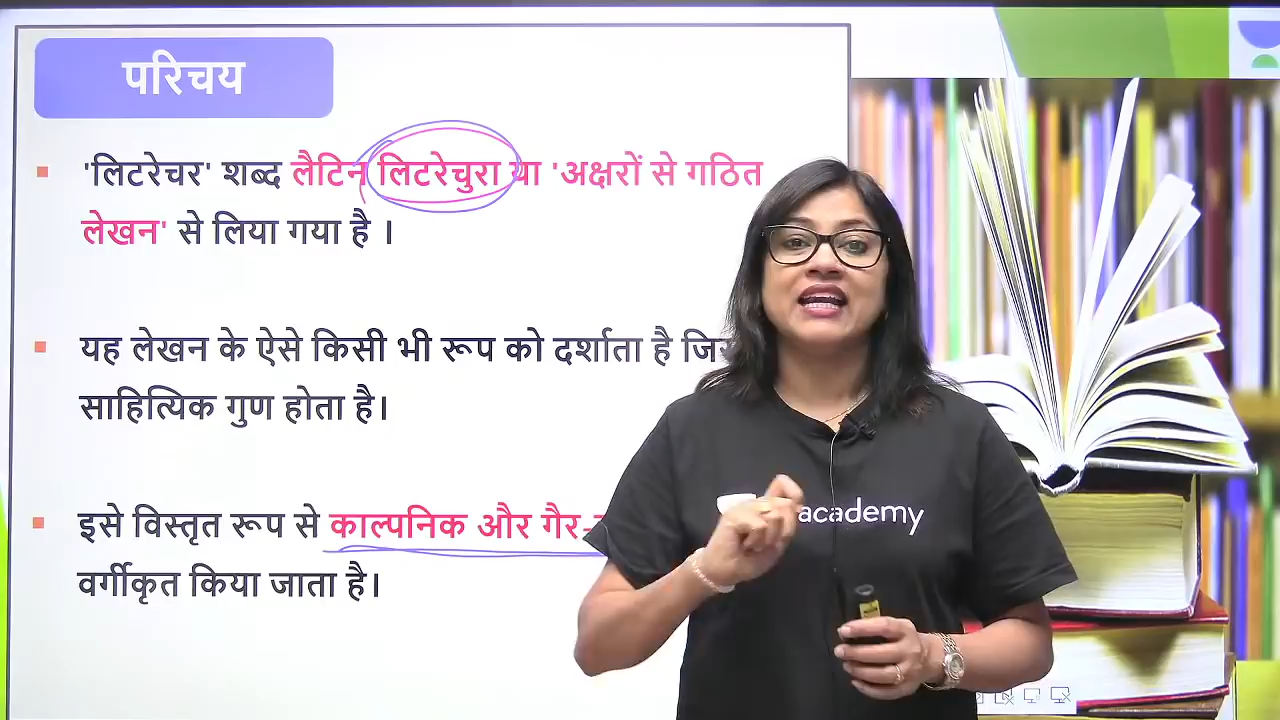 परिचय
'लिटरेचर' शब्द लैटिन लिटरेचुरा या 'अक्षरों से गठित
लेखन' से लिया गया है ।
यह लेखन के ऐसे किसी भी रूप को दर्शाता है
साहित्यिक गुण होता है।
इसे विस्तृत रूप से काल्पनिक और गैर-
वर्गीकृत किया जाता है।
academy